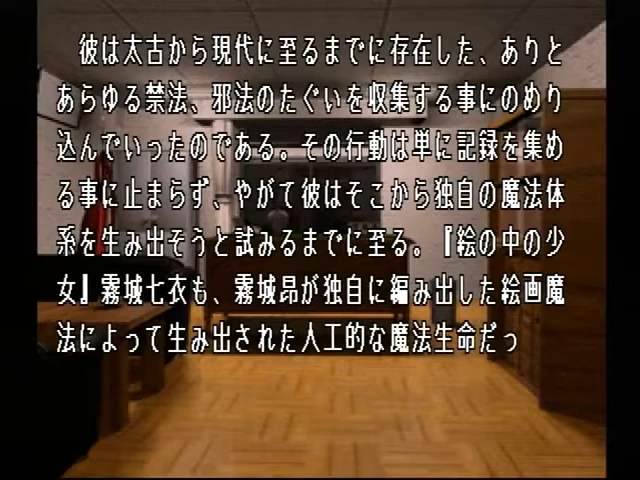 彼は太古から現代に至るまでに存在した、ありと
あらゆる禁法、邪法のたぐいを収集する事にのめり
込んでいったのである。その行動は単に記録を集め
る事に止まらず、やがて彼はそこから独自の魔法体
系を生み出そうと試みるまでに至る。『絵の中の少
女』霧城七衣も、霧城昂が独自に編み出した絵画魔
法によって生み出された人工的な魔法生命だっ